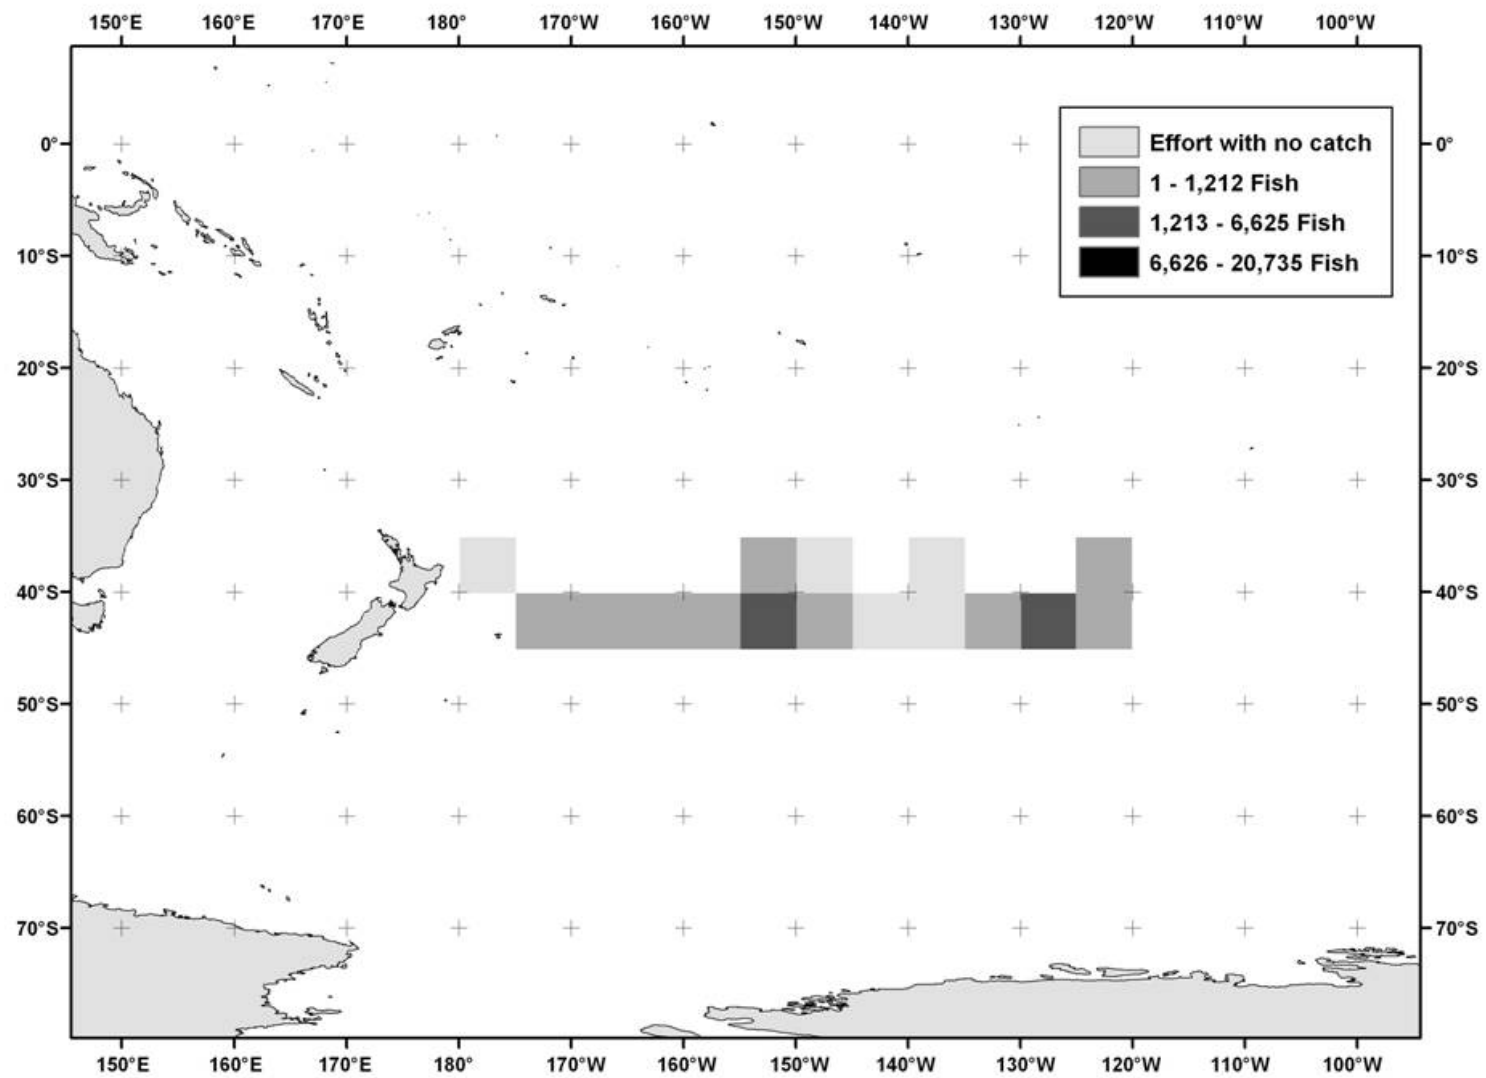 150°E 160°E 170°E 180° 170°W 160°W 150°W 140°W 130°W 120°W 110°W 100°W
Effort with no catch
1 - 1,212 Fish
1,213 - 6,625 Fish
6,626 - 20,735 Fish
0° 0°
10°S 10°S
20°S 20°S
30°S 30°S
40°S 40°S
50°S 50°S
60°S 60°S
70°S 70°S
150°E 160°E 170°E 180° 170°W 160°W 150°W 140°W 130°W 120°W 110°W 100°W